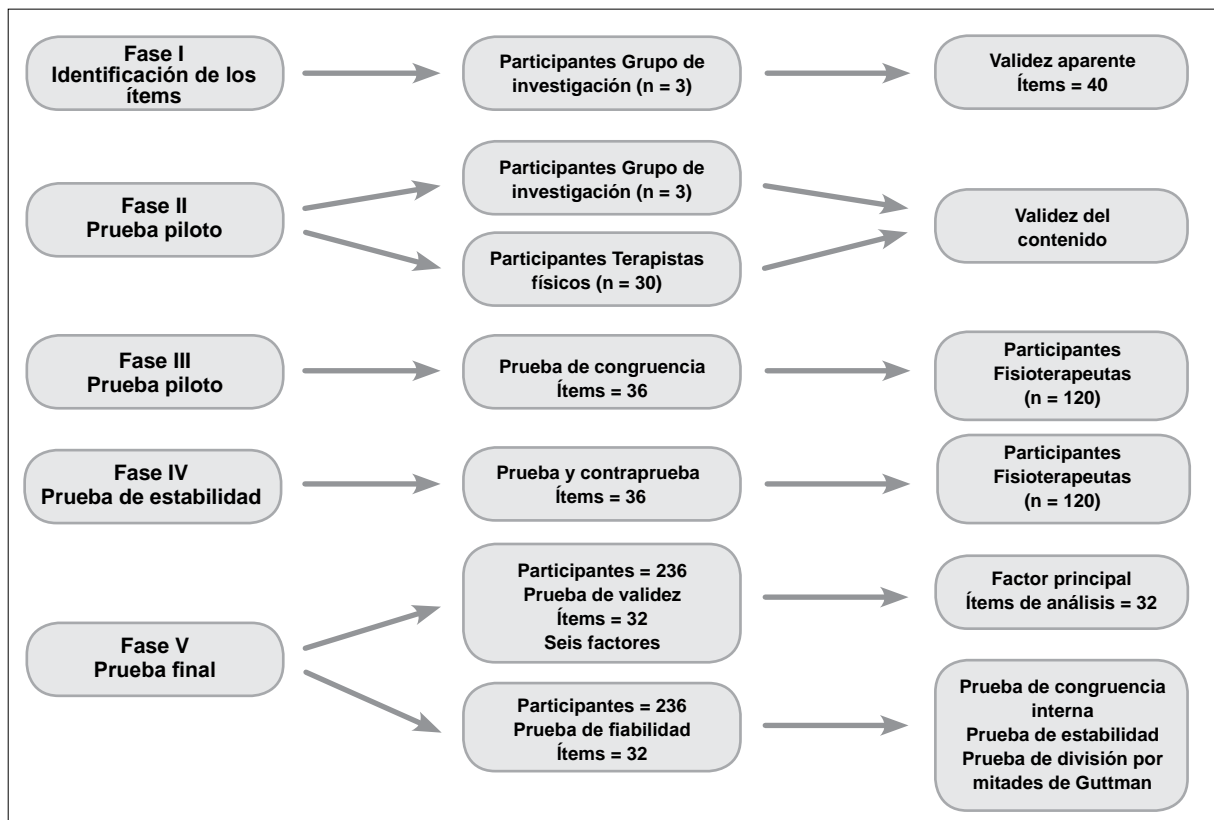 Fase I
Identificación de los
ítems
Participantes Grupo de
investigación (n = 3)
Validez aparente
Ítems = 40
Fase II
Prueba piloto
Participantes Grupo de
investigación (n = 3)
Participantes Terapistas
físicos (n = 30)
Validez del
contenido
Fase III
Prueba piloto
Prueba de congruencia
Ítems = 36
Participantes
Fisioterapeutas
(n = 120)
Fase IV
Prueba de estabilidad
Prueba y contraprueba
Ítems = 36
Participantes
Fisioterapeutas
(n = 120)
Fase V
Prueba final
Participantes = 236
Prueba de validez
Ítems = 32
Seis factores
Factor principal
Ítems de análisis = 32
Participantes = 236
Prueba de fiabilidad
Ítems = 32
Prueba de congruencia
interna
Prueba de estabilidad
Prueba de división por
mitades de Guttman